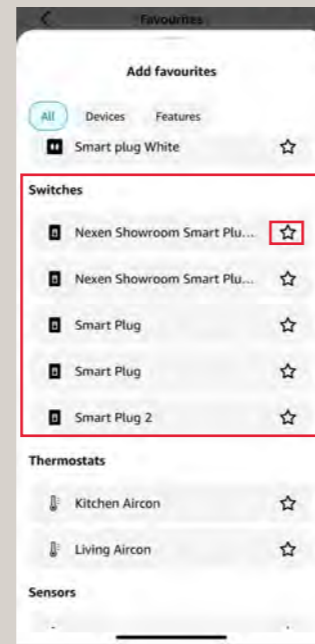 Favourites
Add favourites
All Devices Features
Smart plug White
Switches
Nexen Showroom Smart Plu...
Nexen Showroom Smart Plu...
Smart Plug
Smart Plug
Smart Plug 2
Thermostats
Kitchen Aircon
Living Aircon
Sensors